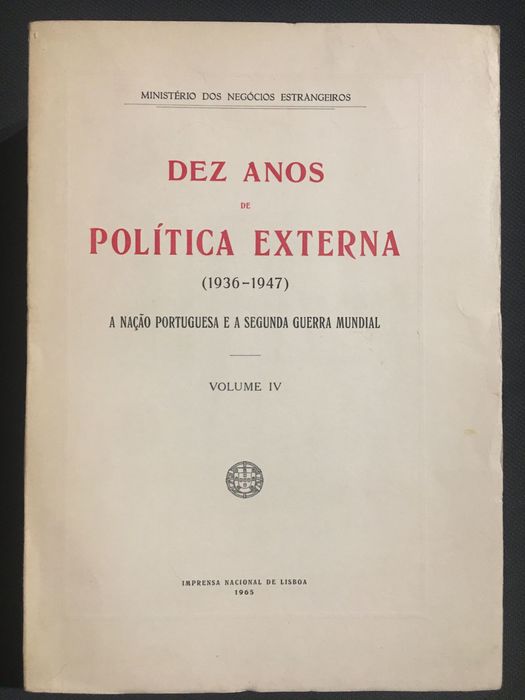 MINISTÉRIO DOS NEGÓCIOS ESTRANGEIROS
DEZ ANOS
DE
POLÍTICA EXTERNA
(1936-1947)
A NAÇÃO PORTUGUESA E A SEGUNDA GUERRA MUNDIAL
VOLUME IV
IMPRENSA NACIONAL DE LISBOA
1965